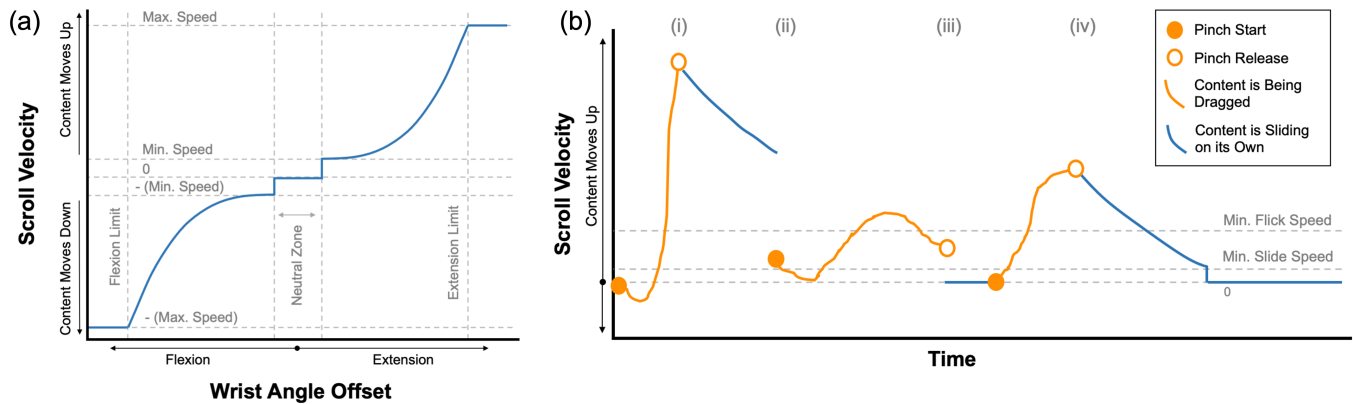 (a)
Scroll Velocity
Content Moves Up
Content Moves Down
Max. Speed
Min. Speed
0
- (Min. Speed)
Flexion Limit
Neutral Zone
Extension Limit
- (Max. Speed)
Flexion
Extension
Wrist Angle Offset
(b)
Scroll Velocity
Content Moves Up
(i)
(ii)
(iii)
(iv)
Pinch Start
Pinch Release
Content is Being
Dragged
Content is Sliding
on its Own
Min. Flick Speed
Min. Slide Speed
0
Time